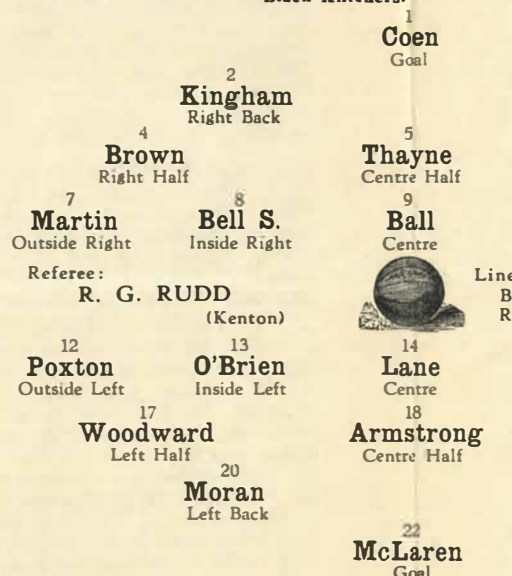 1
Coen
Goal
2
Kingham
Right Back
4 5
Brown Thayne
Right Half Centre Half
7 8 9
Martin Bell S. Ball
Outside Right Inside Right Centre
Referee: Line
R. G. RUDD B
(Kenton) R
12 13 14
Poxton O'Brien Lane
Outside Left Inside Left Centre
17 18
Woodward Armstrong
Left Half Centre Half
20
Moran
Left Back
22
McLaren
Goal